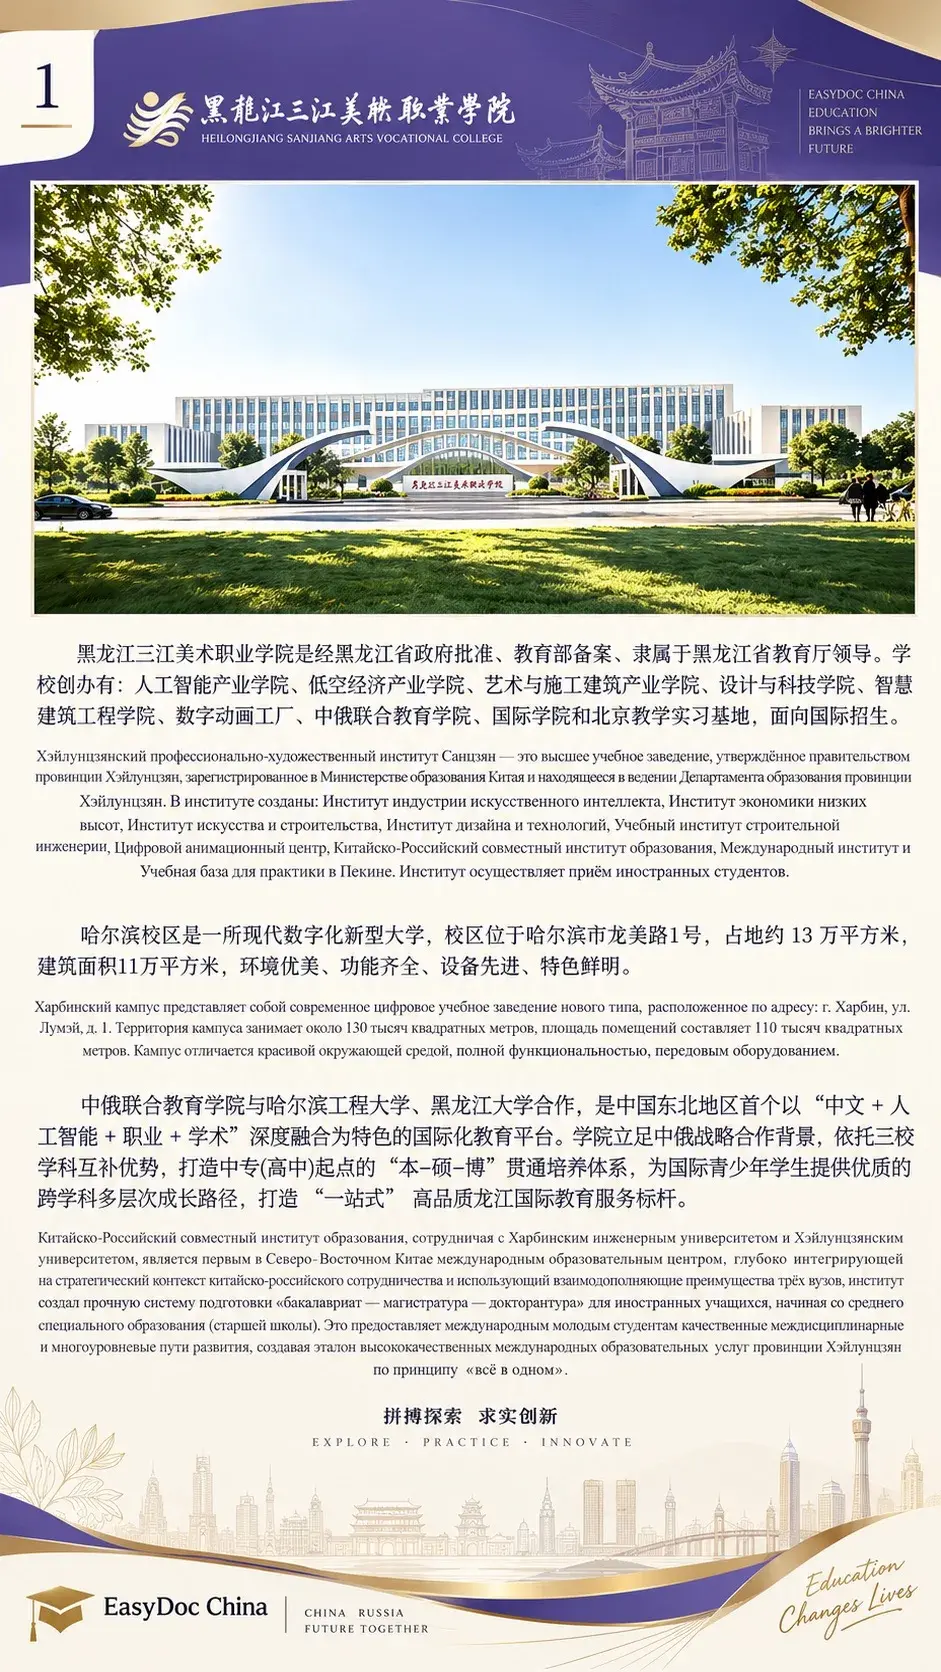 1
黑龍江三江美術職業學院
HEILONGJIANG SANJIANG ARTS VOCATIONAL COLLEGE
EASYDOC CHINA
EDUCATION
BRINGS A BRIGHTER
FUTURE
黑龙江三江美术职业学院是经黑龙江省政府批准、教育部备案、隶属于黑龙江省教育厅领导。学
校创办有：人工智能产业学院、低空经济产业学院、艺术与施工建筑产业学院、设计与科技学院、智慧
建筑工程学院、数字动画工厂、中俄联合教育学院、国际学院和北京教学实习基地，面向国际招生。
Хэйлунцзянский профессионально-художественный институт Санцзян — это высшее учебное заведение, утверждённое правительством
провинции Хэйлунцзян, зарегистрированное в Министерстве образования Китая и находящееся в ведении Департамента образования провинции
Хэйлунцзян. В институте созданы: Институт индустрии искусственного интеллекта, Институт экономики низких
высот, Институт искусства и строительства, Институт дизайна и технологий, Учебный институт строительной
инженерии, Цифровой анимационный центр, Китайско-Российский совместный институт образования, Международный институт и
Учебная база для практики в Пекине. Институт осуществляет приём иностранных студентов.
哈尔滨校区是一所现代数字化新型大学，校区位于哈尔滨市龙美路1号，占地约 13 万平方米，
建筑面积11万平方米，环境优美、功能齐全、设备先进、特色鲜明。
Харбинский кампус представляет собой современное цифровое учебное заведение нового типа, расположенное по адресу: г. Харбин, ул.
Лумэй, д. 1. Территория кампуса занимает около 130 тысяч квадратных метров, площадь помещений составляет 110 тысяч квадратных
метров. Кампус отличается красивой окружающей средой, полной функциональностью, передовым оборудованием.
中俄联合教育学院与哈尔滨工程大学、黑龙江大学合作，是中国东北地区首个以“中文 + 人
工智能 + 职业 + 学术”深度融合为特色的国际化教育平台。学院立足中俄战略合作背景，依托三校
学科互补优势，打造中专(高中)起点的“本–硕–博”贯通培养体系，为国际青少年学生提供优质的
跨学科多层次成长路径，打造“一站式”高品质龙江国际教育服务标杆。
Китайско-Российский совместный институт образования, сотрудничая с Харбинским инженерным университетом и Хэйлунцзянским
университетом, является первым в Северо-Восточном Китае международным образовательным центром, глубоко интегрирующей
на стратегический контекст китайско-российского сотрудничества и использующий взаимодополняющие преимущества трёх вузов, институт
создал прочную систему подготовки «бакалавриат — магистратура — докторантура» для иностранных учащихся, начиная со среднего
специального образования (старшей школы). Это предоставляет международным молодым студентам качественные междисциплинарные
и многоуровневые пути развития, создавая эталон высококачественных международных образовательных услуг провинции Хэйлунцзян
по принципу «всё в одном».
拼搏探索 求实创新
EXPLORE · PRACTICE · INNOVATE
EasyDoc China
CHINA RUSSIA
FUTURE TOGETHER
Education
Changes Lives